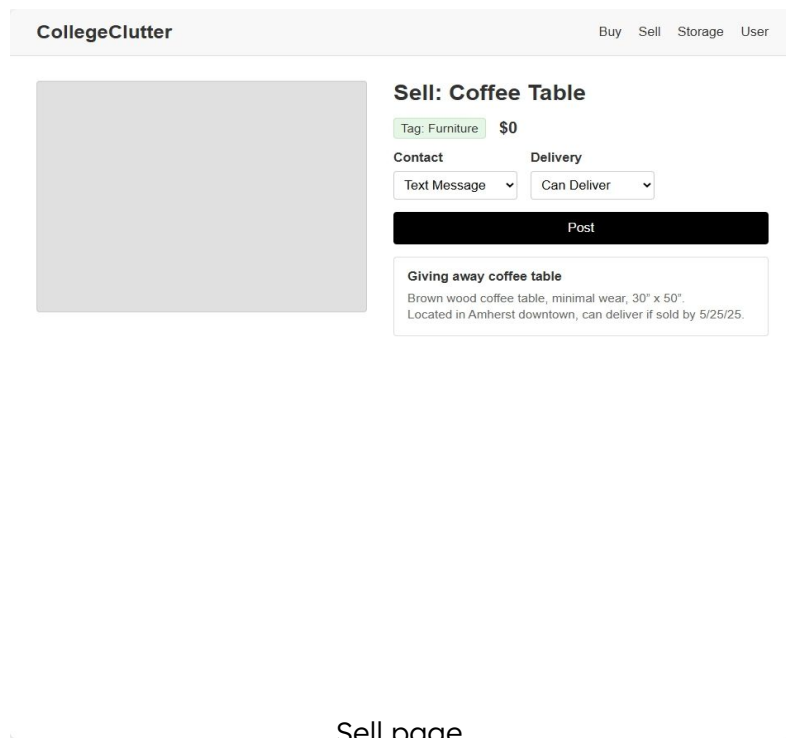 CollegeClutter
Buy Sell Storage User
Sell: Coffee Table
Tag: Furniture $0
Contact Delivery
Text Message Can Deliver
Post
Giving away coffee table
Brown wood coffee table, minimal wear, 30” x 50”.
Located in Amherst downtown, can deliver if sold by 5/25/25.
Sell page